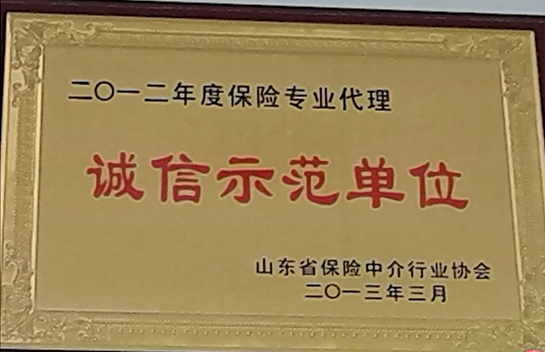 二〇一二年度保险专业代理
诚信示范单位
山东省保险中介行业协会
二〇一三年三月